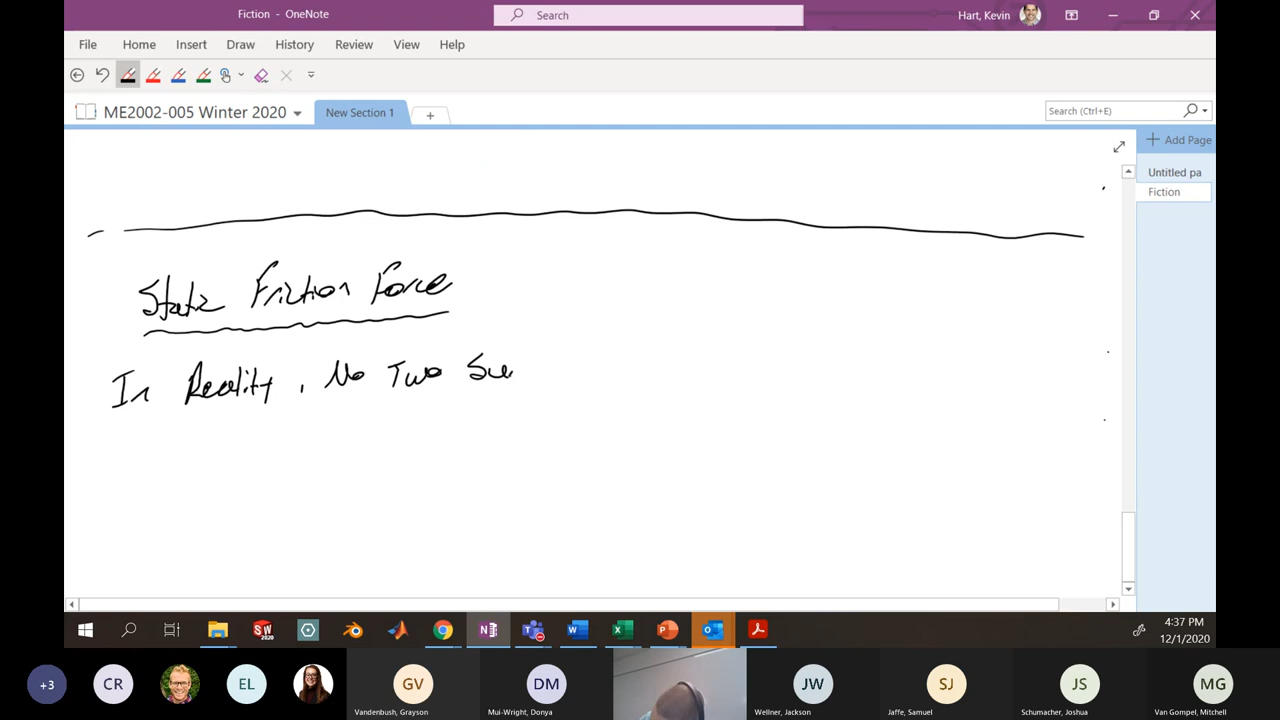 Fiction - OneNote
Search
Hart, Kevin
File Home Insert Draw History Review View Help
ME2002-005 Winter 2020
New Section 1
+
Search (Ctrl+E)
+ Add Page
Untitled pa
Fiction
Static Friction Force
In Reality, No Two Su
SW 2020
4:37 PM
12/1/2020
+3
CR
EL
GV
Vandenbush, Grayson
DM
Mui-Wright, Donya
JW
Wellner, Jackson
SJ
Jaffe, Samuel
JS
Schumacher, Joshua
MG
Van Gompel, Mitchell